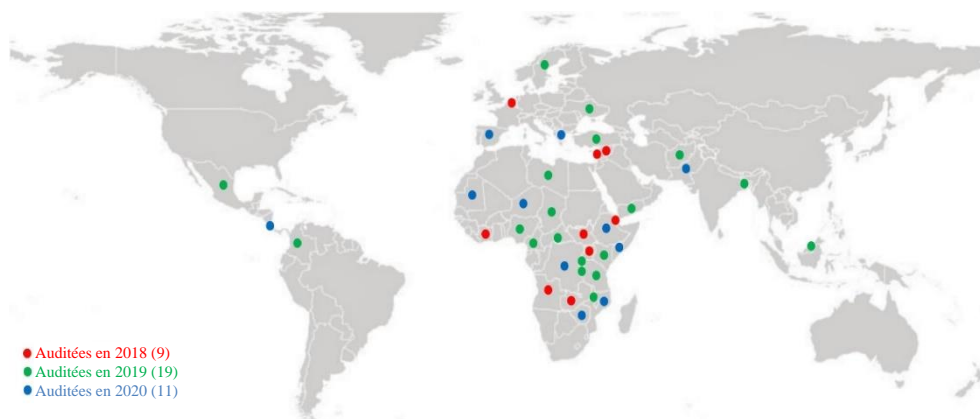 Auditées en 2018 (9)
Auditées en 2019 (19)
Auditées en 2020 (11)